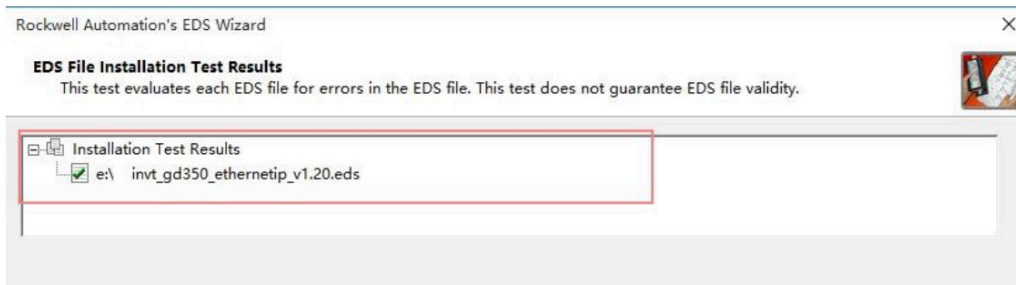 Rockwell Automation's EDS Wizard
EDS File Installation Test Results
This test evaluates each EDS file for errors in the EDS file. This test does not guarantee EDS file validity.
Installation Test Results
e:\ invt_gd350_ethernetip_v1.20.eds